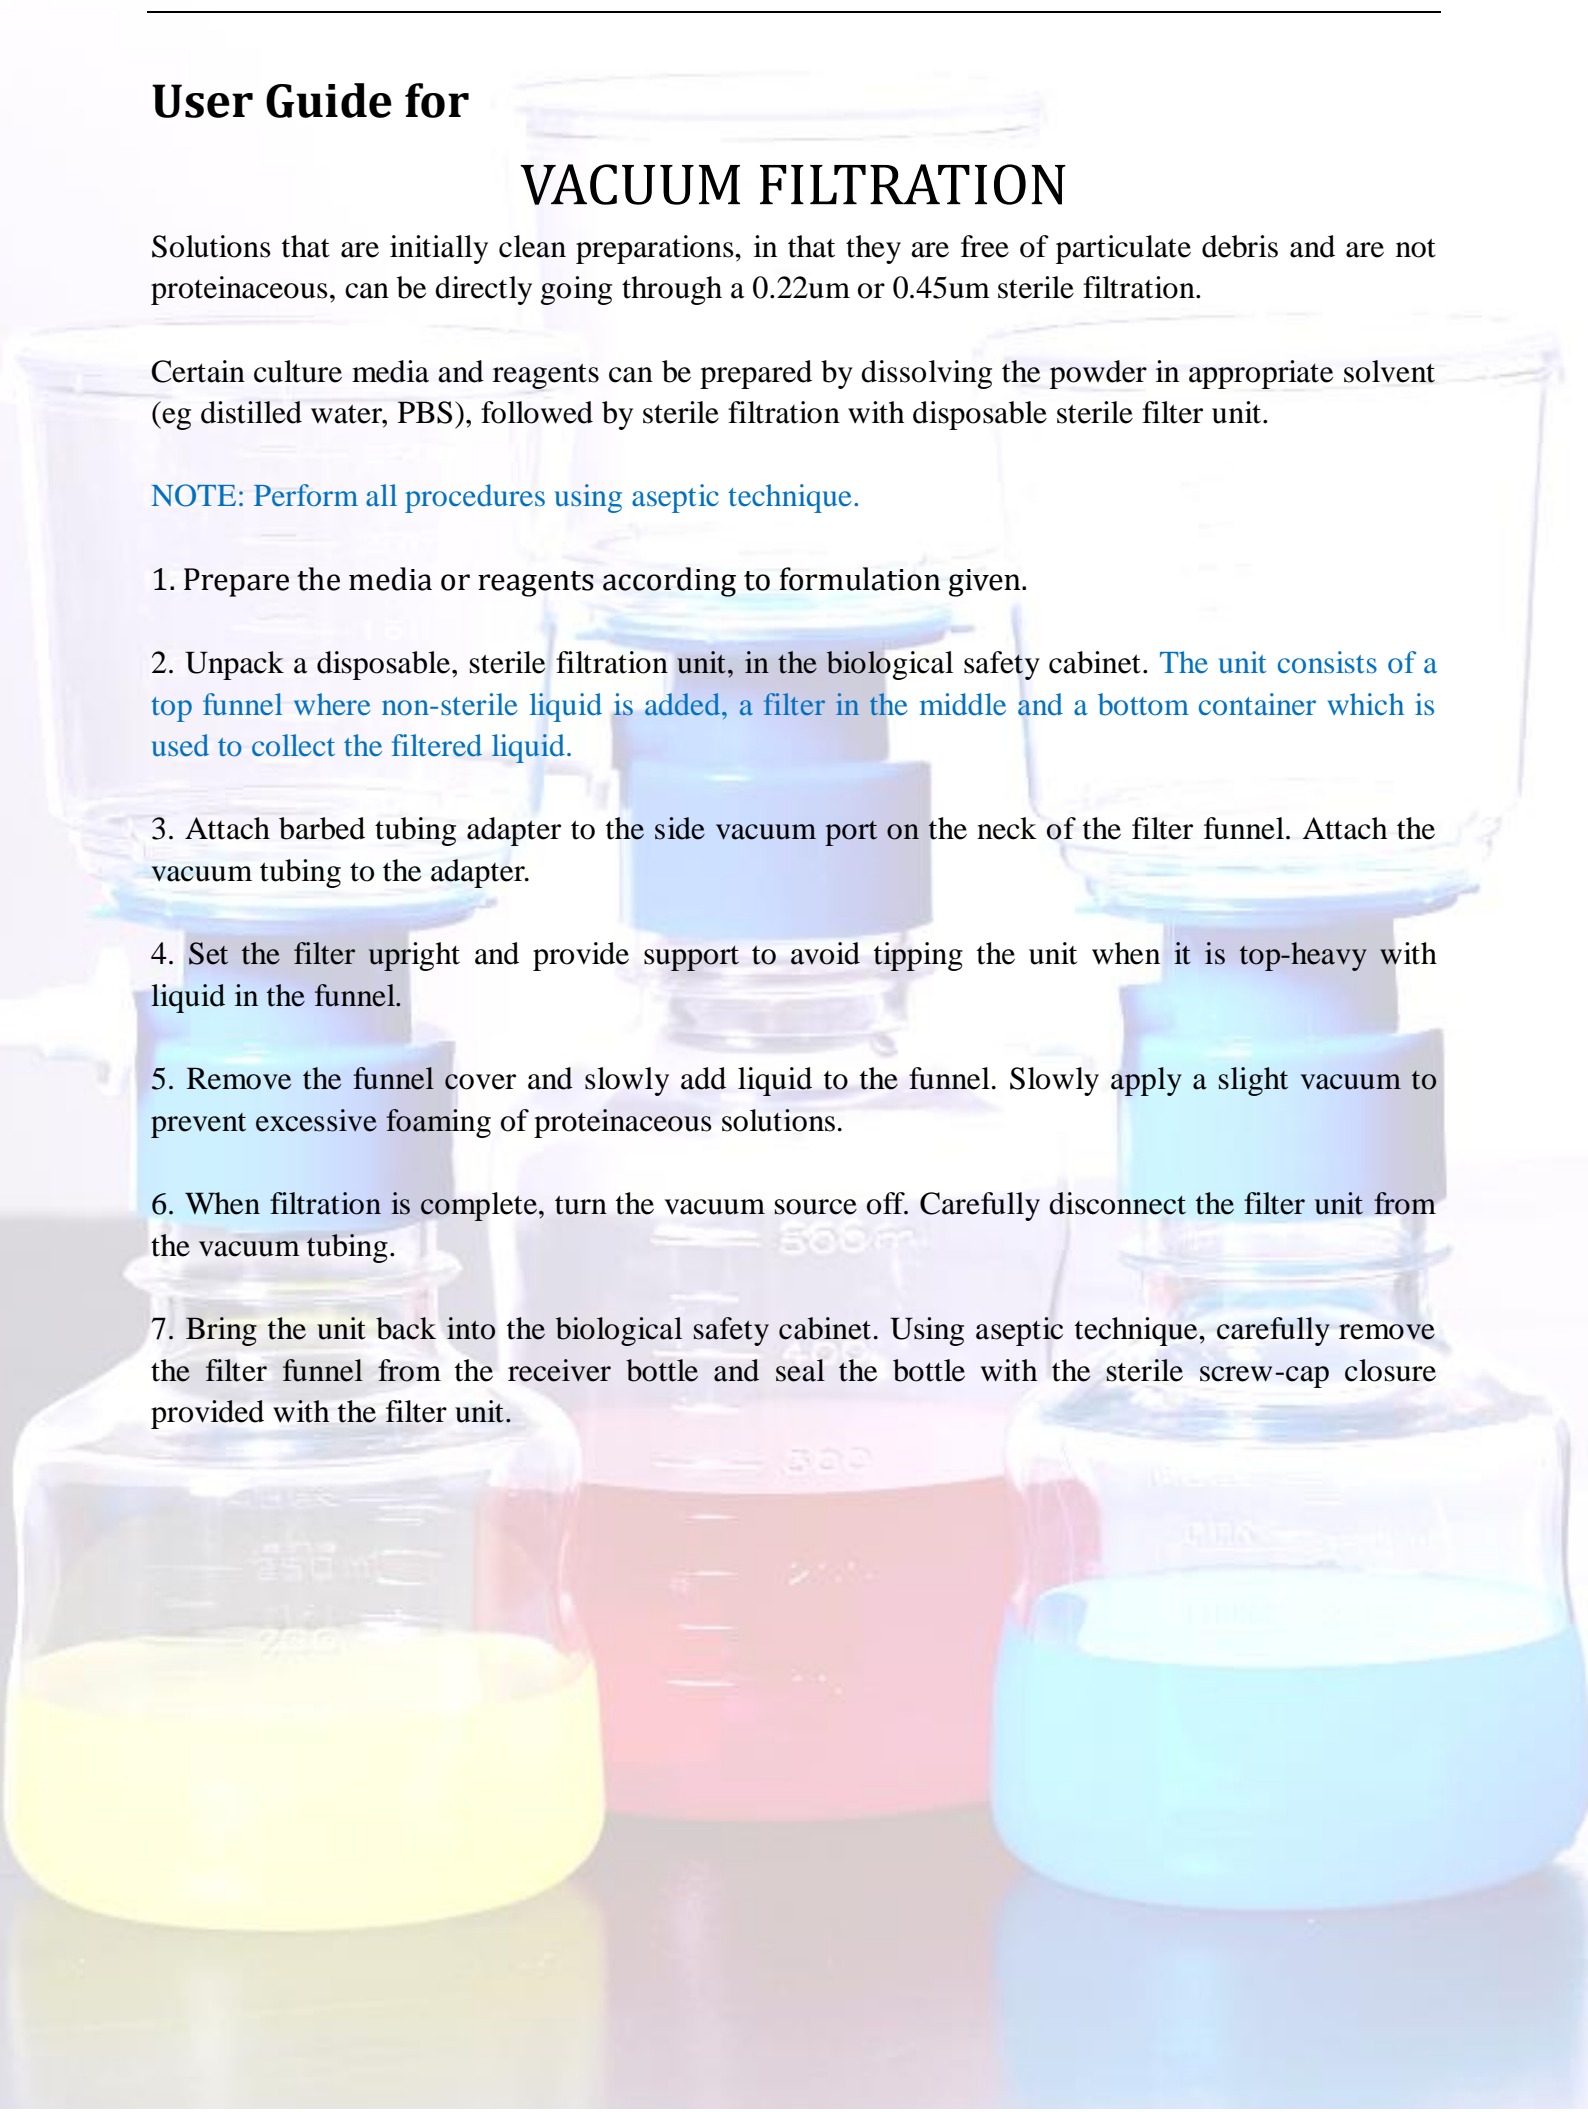 User Guide for
VACUUM FILTRATION
Solutions that are initially clean preparations, in that they are free of particulate debris and are not
proteinaceous, can be directly going through a 0.22um or 0.45um sterile filtration.
Certain culture media and reagents can be prepared by dissolving the powder in appropriate solvent
(eg distilled water, PBS), followed by sterile filtration with disposable sterile filter unit.
NOTE: Perform all procedures using aseptic technique.
1. Prepare the media or reagents according to formulation given.
2. Unpack a disposable, sterile filtration unit, in the biological safety cabinet. The unit consists of a
top funnel where non-sterile liquid is added, a filter in the middle and a bottom container which is
used to collect the filtered liquid.
3. Attach barbed tubing adapter to the side vacuum port on the neck of the filter funnel. Attach the
vacuum tubing to the adapter.
4. Set the filter upright and provide support to avoid tipping the unit when it is top-heavy with
liquid in the funnel.
5. Remove the funnel cover and slowly add liquid to the funnel. Slowly apply a slight vacuum to
prevent excessive foaming of proteinaceous solutions.
6. When filtration is complete, turn the vacuum source off. Carefully disconnect the filter unit from
the vacuum tubing.
500 mL
7. Bring the unit back into the biological safety cabinet. Using aseptic technique, carefully remove
the filter funnel from the receiver bottle and seal the bottle with the sterile screw-cap closure
provided with the filter unit.
300
250 ml
200